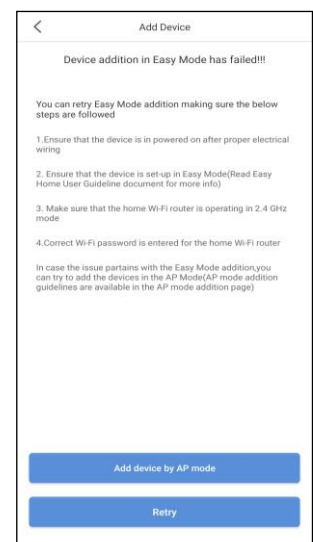 Add Device
Device addition in Easy Mode has failed!!!
You can retry Easy Mode addition making sure the below
steps are followed
1.Ensure that the device is in powered on after proper electrical
wiring
2. Ensure that the device is set-up in Easy Mode(Read Easy
Home User Guideline document for more info)
3. Make sure that the home Wi-Fi router is operating in 2.4 GHz
mode
4.Correct Wi-Fi password is entered for the home Wi-Fi router
In case the issue partains with the Easy Mode addition,you
can try to add the devices in the AP Mode(AP mode addition
guidelines are available in the AP mode addition page)
Add device by AP mode
Retry